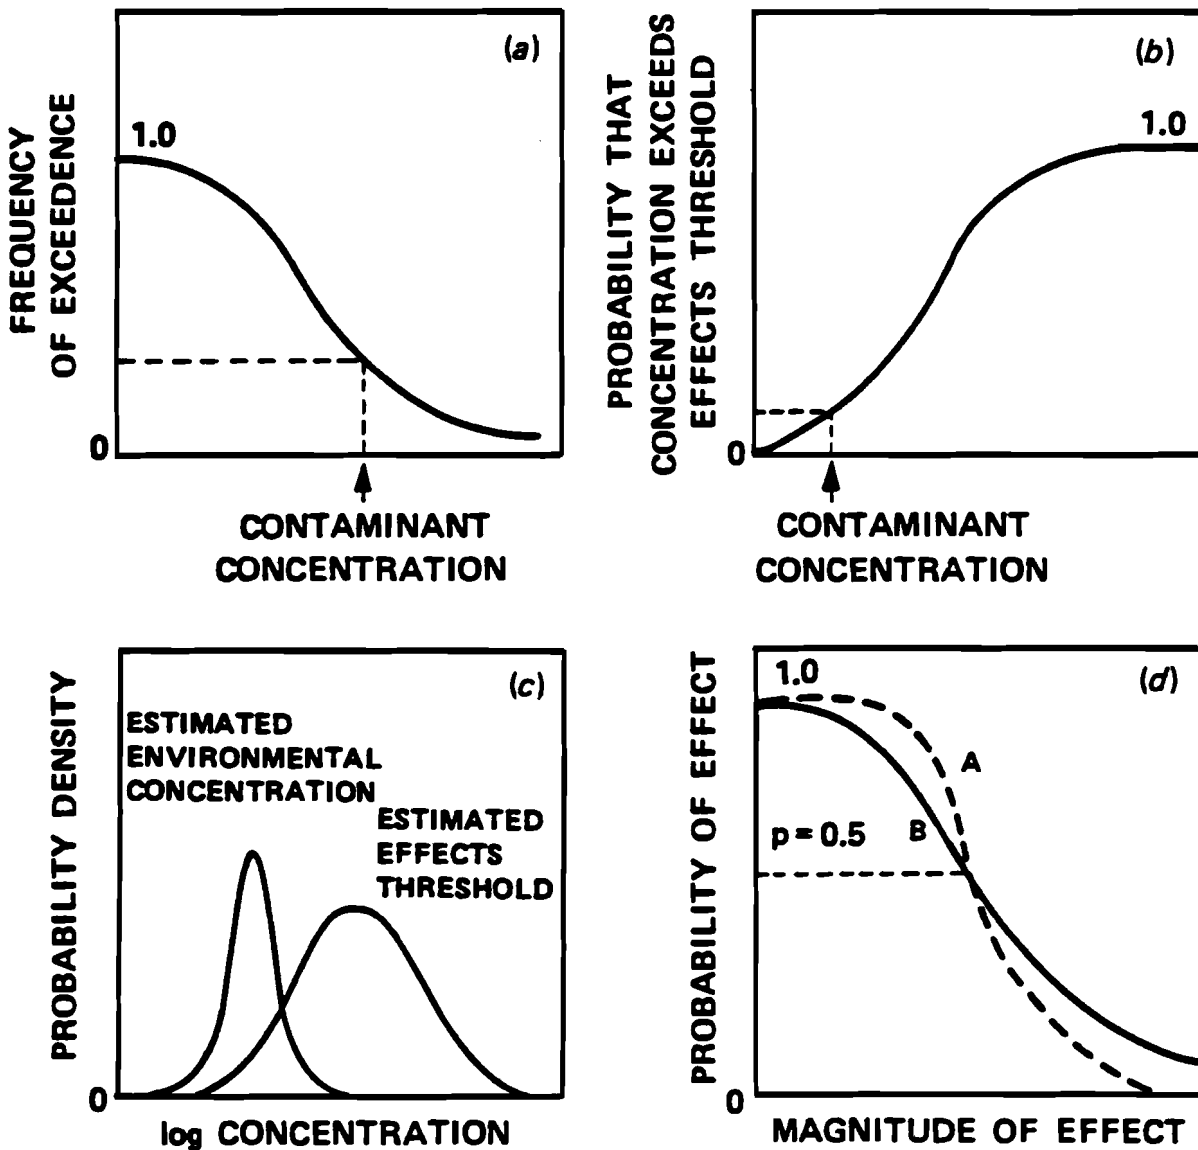 (a)
1.0
FREQUENCY
OF EXCEEDENCE
0
CONTAMINANT
CONCENTRATION
(b)
1.0
PROBABILITY THAT
CONCENTRATION EXCEEDS
EFFECTS THRESHOLD
0
CONTAMINANT
CONCENTRATION
(c)
ESTIMATED
ENVIRONMENTAL
CONCENTRATION
ESTIMATED
EFFECTS
THRESHOLD
PROBABILITY DENSITY
0
log CONCENTRATION
(d)
1.0
A
B
p = 0.5
PROBABILITY OF EFFECT
0
MAGNITUDE OF EFFECT